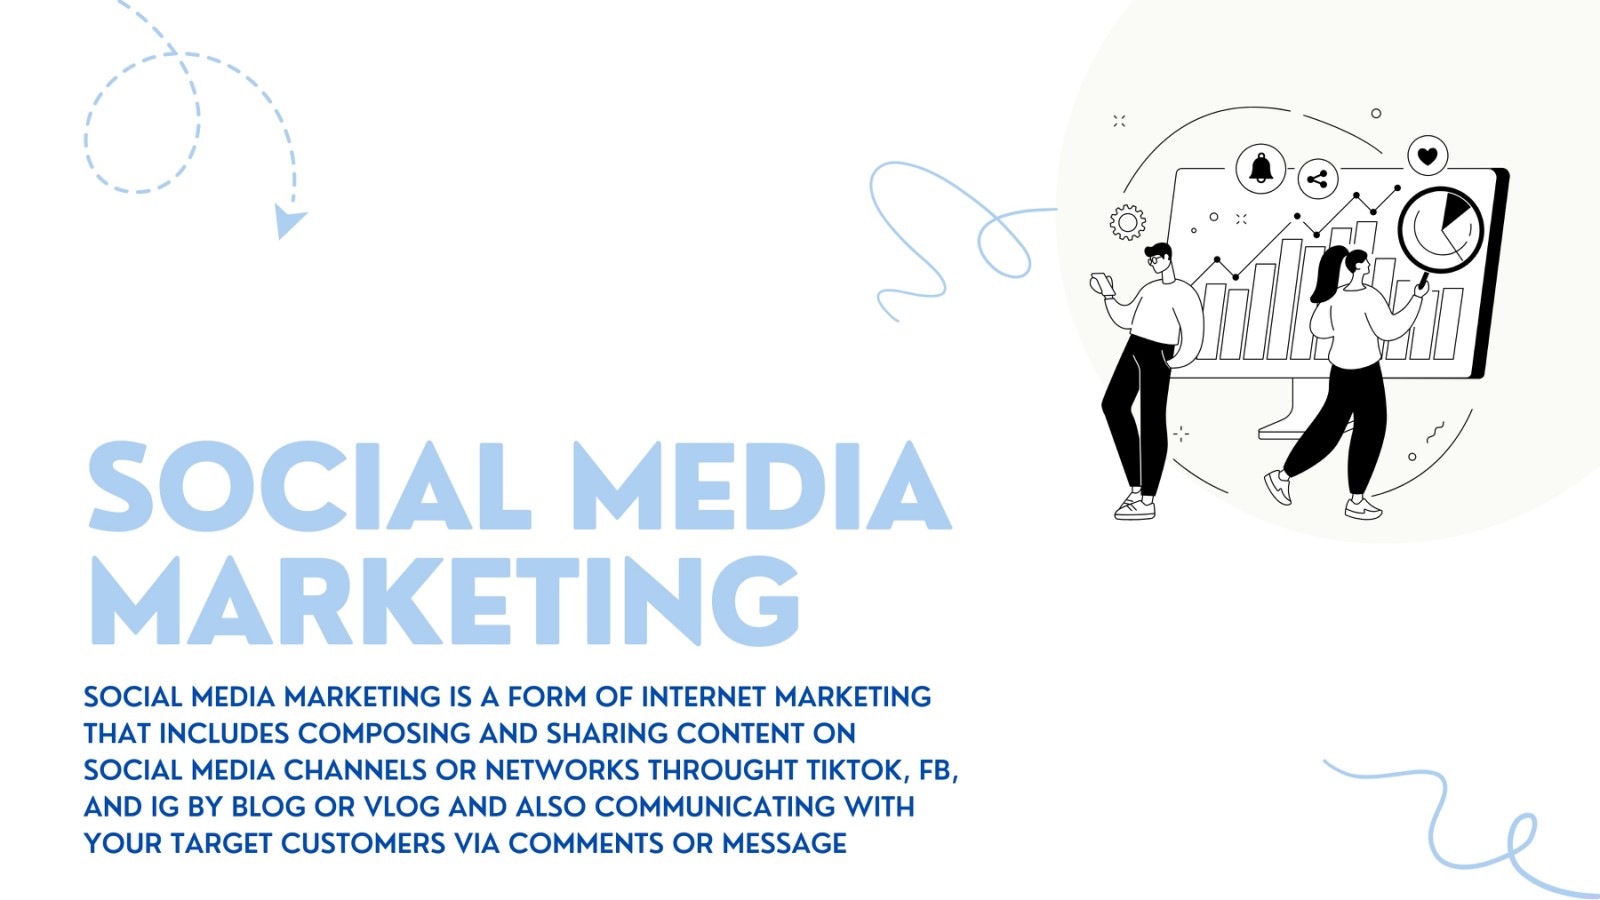 SOCIAL MEDIA
MARKETING
SOCIAL MEDIA MARKETING IS A FORM OF INTERNET MARKETING
THAT INCLUDES COMPOSING AND SHARING CONTENT ON
SOCIAL MEDIA CHANNELS OR NETWORKS THROUGHT TIKTOK, FB,
AND IG BY BLOG OR VLOG AND ALSO COMMUNICATING WITH
YOUR TARGET CUSTOMERS VIA COMMENTS OR MESSAGE